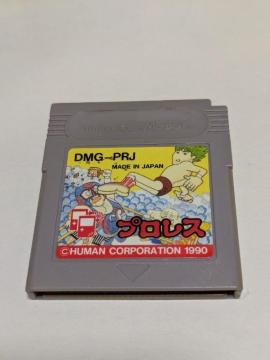 DMG-PRJ
MADE IN JAPAN
プロレス
©HUMAN CORPORATION 1990